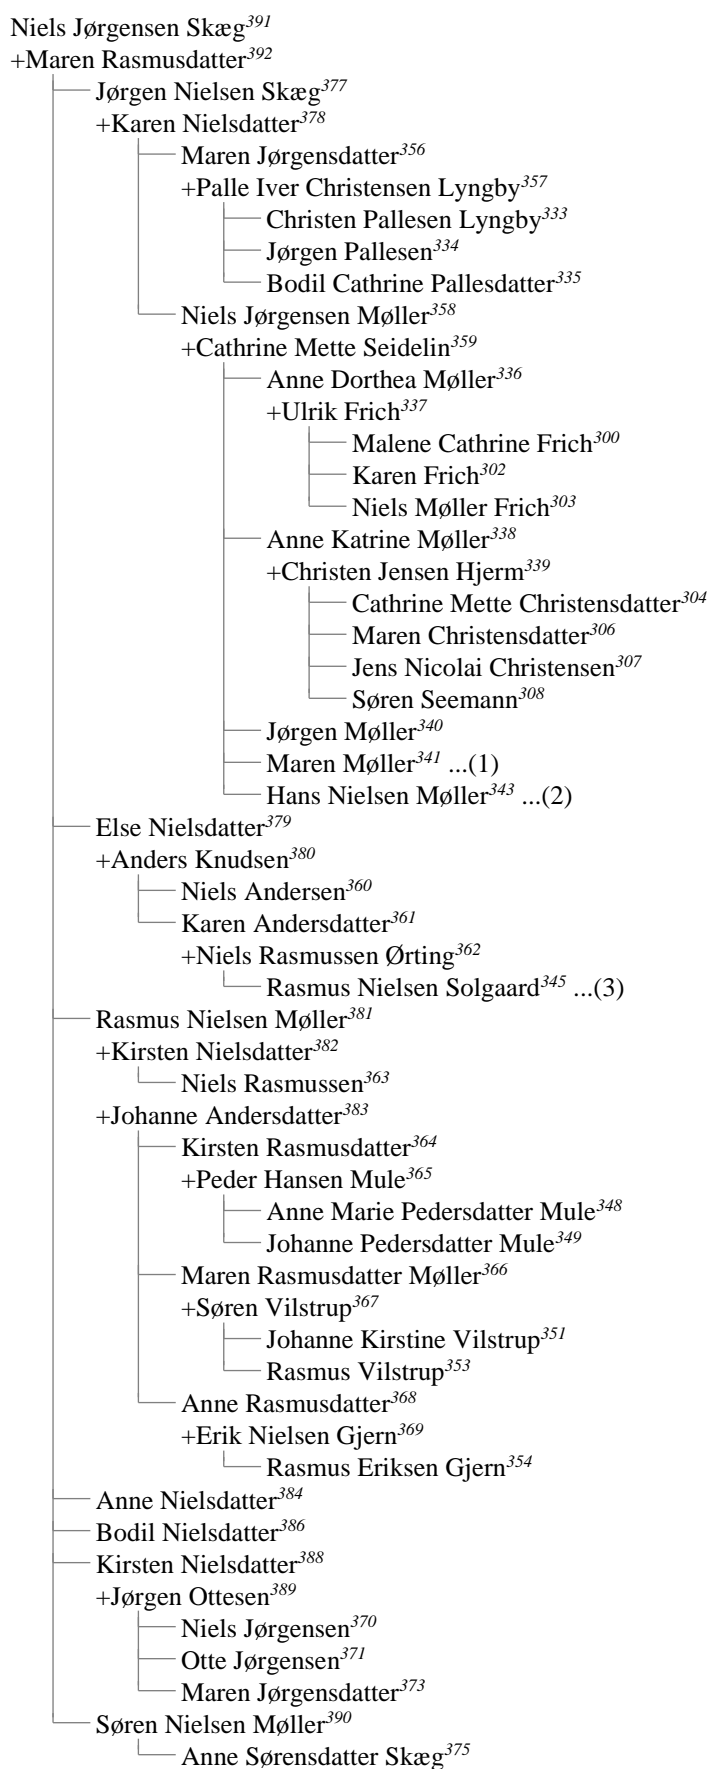 Niels Jørgensen Skæg391
+Maren Rasmusdatter392
Jørgen Nielsen Skæg377
+Karen Nielsdatter378
Maren Jørgensdatter356
+Palle Iver Christensen Lyngby357
Christen Pallesen Lyngby333
Jørgen Pallesen334
Bodil Cathrine Pallesdatter335
Niels Jørgensen Møller358
+Cathrine Mette Seidelin359
Anne Dorthea Møller336
+Ulrik Frich337
Malene Cathrine Frich300
Karen Frich302
Niels Møller Frich303
Anne Katrine Møller338
+Christen Jensen Hjerm339
Cathrine Mette Christensdatter304
Maren Christensdatter306
Jens Nicolai Christensen307
Søren Seemann308
Jørgen Møller340
Maren Møller341 ...(1)
Hans Nielsen Møller343 ...(2)
Else Nielsdatter379
+Anders Knudsen380
Niels Andersen360
Karen Andersdatter361
+Niels Rasmussen Ørting362
Rasmus Nielsen Solgaard345 ...(3)
Rasmus Nielsen Møller381
+Kirsten Nielsdatter382
Niels Rasmussen363
+Johanne Andersdatter383
Kirsten Rasmusdatter364
+Peder Hansen Mule365
Anne Marie Pedersdatter Mule348
Johanne Pedersdatter Mule349
Maren Rasmusdatter Møller366
+Søren Vilstrup367
Johanne Kirstine Vilstrup351
Rasmus Vilstrup353
Anne Rasmusdatter368
+Erik Nielsen Gjern369
Rasmus Eriksen Gjern354
Anne Nielsdatter384
Bodil Nielsdatter386
Kirsten Nielsdatter388
+Jørgen Ottesen389
Niels Jørgensen370
Otte Jørgensen371
Maren Jørgensdatter373
Søren Nielsen Møller390
Anne Sørensdatter Skæg375